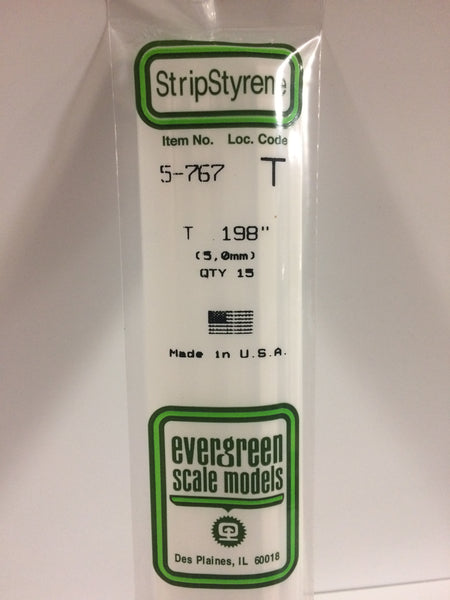 StripStyrene
Item No. Loc. Code
5-767 T
T .198"
(5,0mm)
QTY 15
Made in U.S.A.
evergreen
scale models
Des Plaines, IL 60018